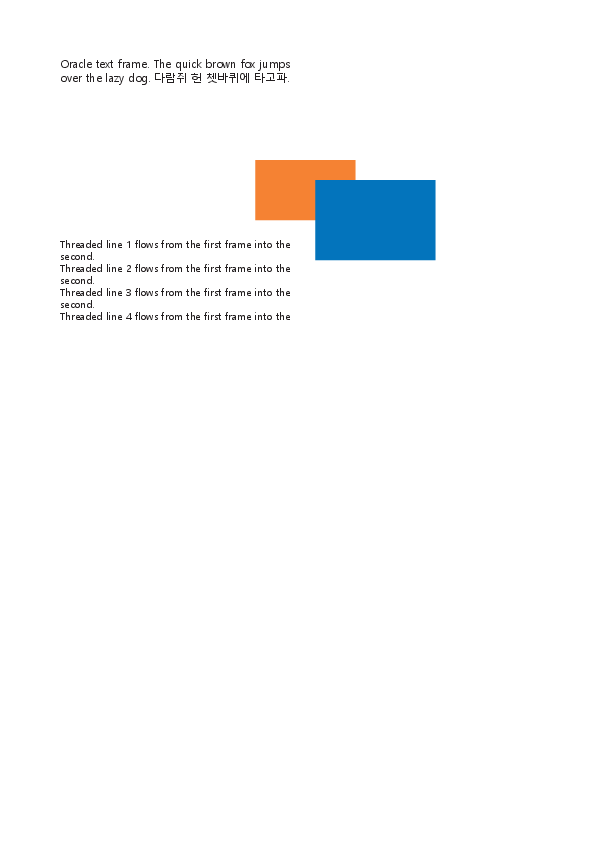 Oracle text frame. The quick brown fox jumps
over the lazy dog. 다람쥐 헌 쳇바퀴에 타고파.
Threaded line 1 flows from the first frame into the
second.
Threaded line 2 flows from the first frame into the
second.
Threaded line 3 flows from the first frame into the
second.
Threaded line 4 flows from the first frame into the